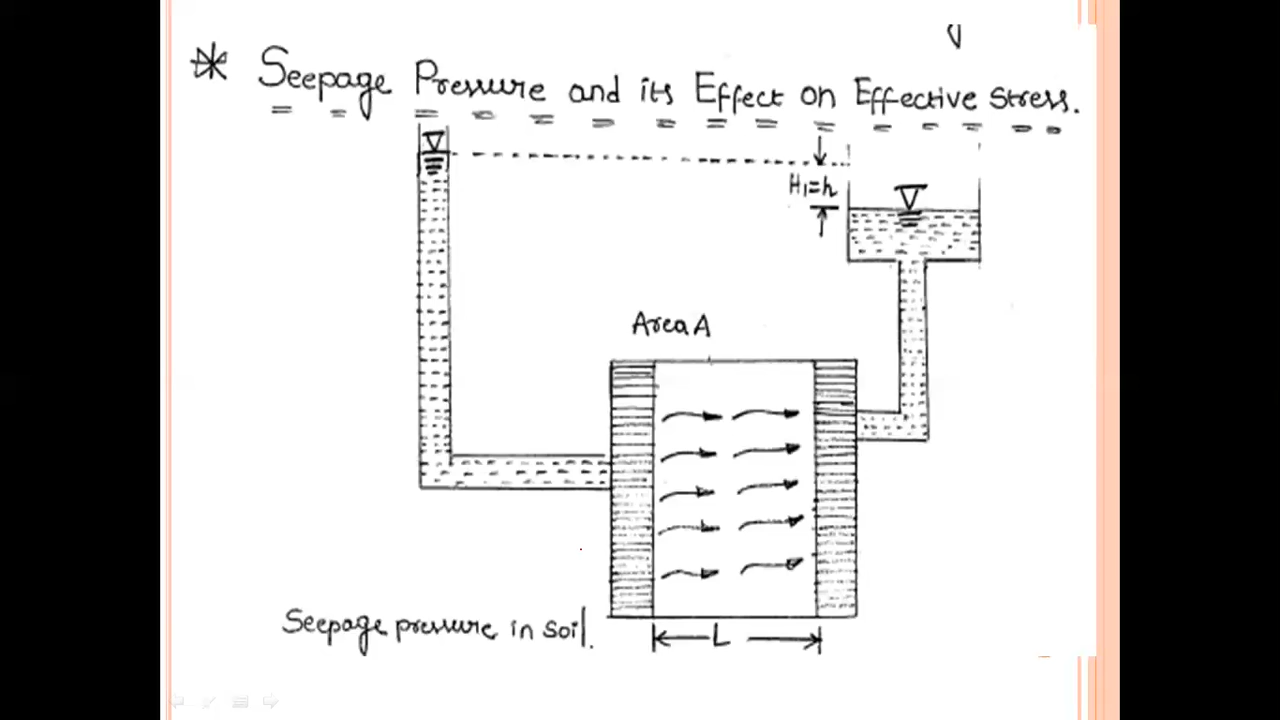 Seepage Pressure and its Effect on Effective Stress.
H₁=h
Area A
Seepage pressure in soil.
L